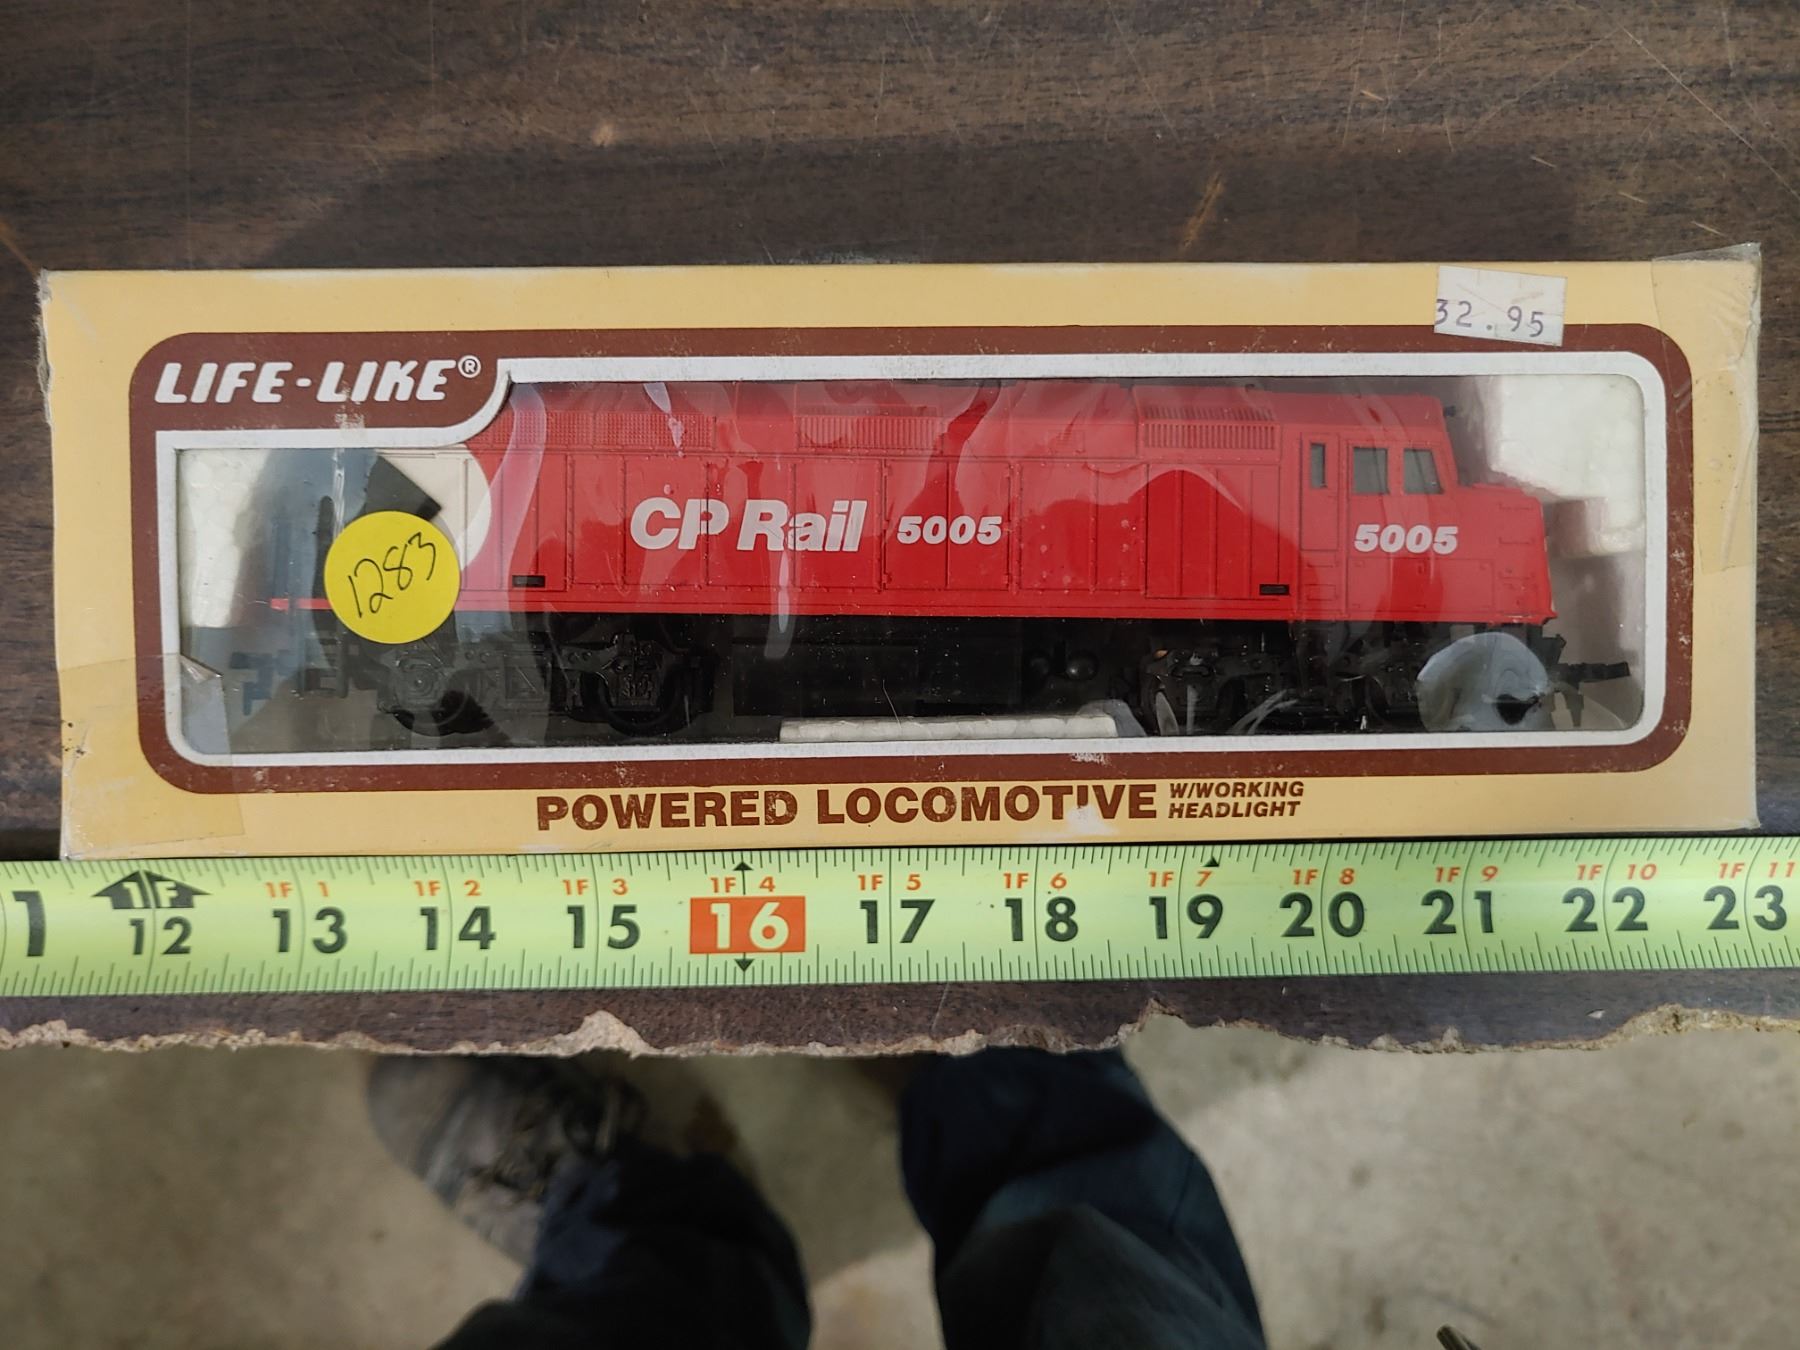 32.95
LIFE-LIKE®
CP Rail 5005
5005
1283
POWERED LOCOMOTIVE W/WORKING HEADLIGHT
1F 1F 1 1F 2 1F 3 1F 4 1F 5 1F 6 1F 7 1F 8 1F 9 1F 10 1F 11
1 12 13 14 15 16 17 18 19 20 21 22 23